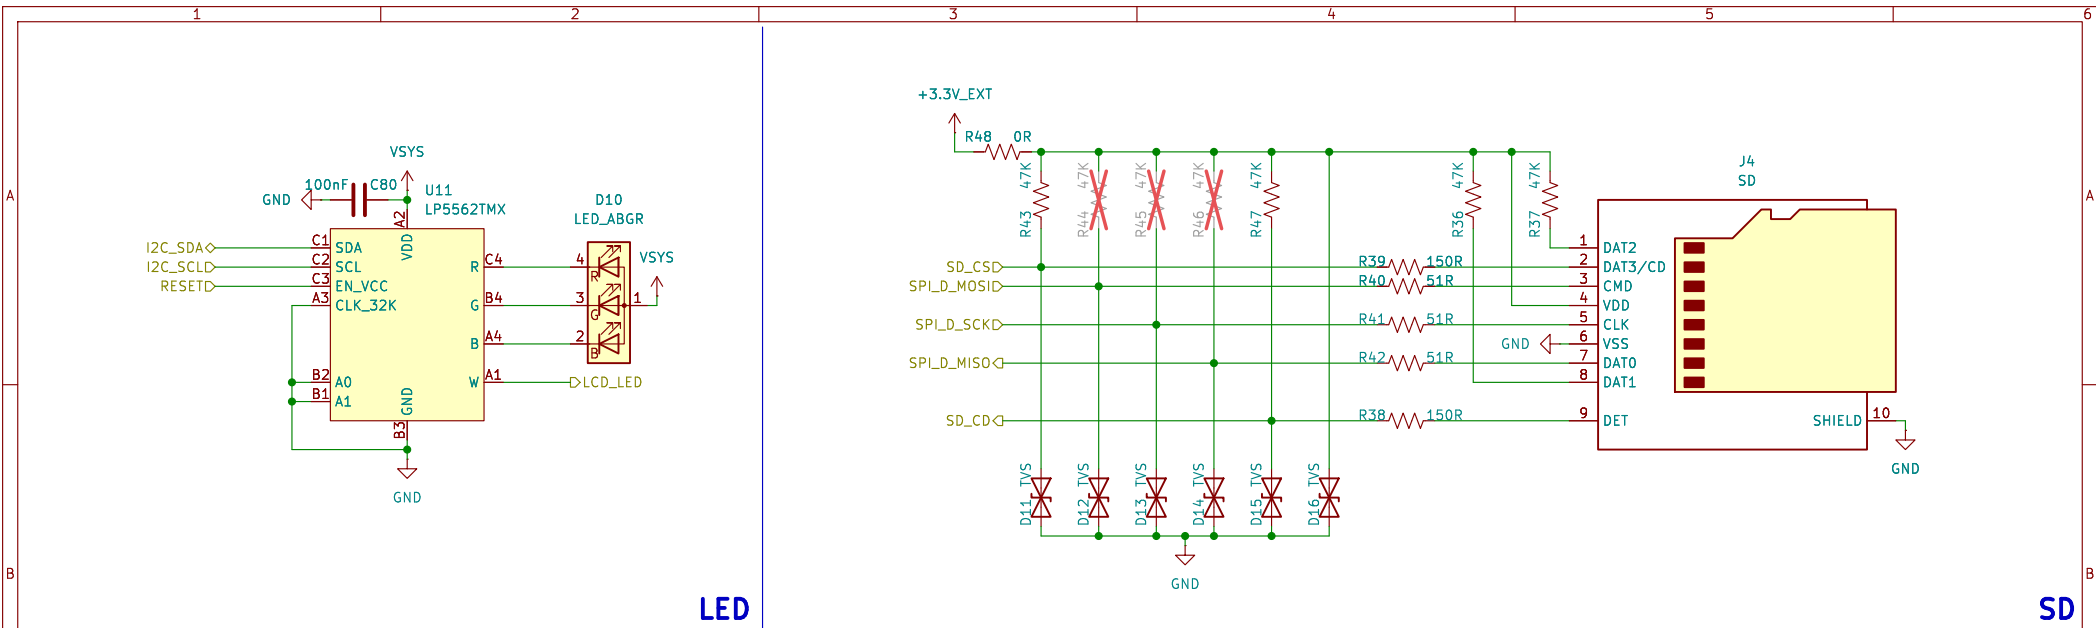 1 2 3 4 5 6
A A
B B
VSYS
100nF C80
GND
U11
LP5562TMX
A2
VDD
I2C_SDA C1 SDA
I2C_SCL C2 SCL
RESET C3 EN_VCC
A3 CLK_32K
B2 A0
B1 A1
GND
B3
GND
R C4
G B4
B A4
W A1
LCD_LED
D10
LED_ABGR
4 R
3 G
2 B
1
VSYS
LED
+3.3V_EXT
R48 0R
R43 47K
R44 47K
R45 47K
R46 47K
R47 47K
R36 47K
R37 47K
SD_CS R39 150R
SPI_D_MOSI R40 51R
SPI_D_SCK R41 51R
SPI_D_MISO R42 51R
SD_CD R38 150R
GND
J4
SD
1 DAT2
2 DAT3/CD
3 CMD
4 VDD
5 CLK
6 VSS
7 DAT0
8 DAT1
9 DET
SHIELD 10
GND
D11 TVS
D12 TVS
D13 TVS
D14 TVS
D15 TVS
D16 TVS
GND
SD